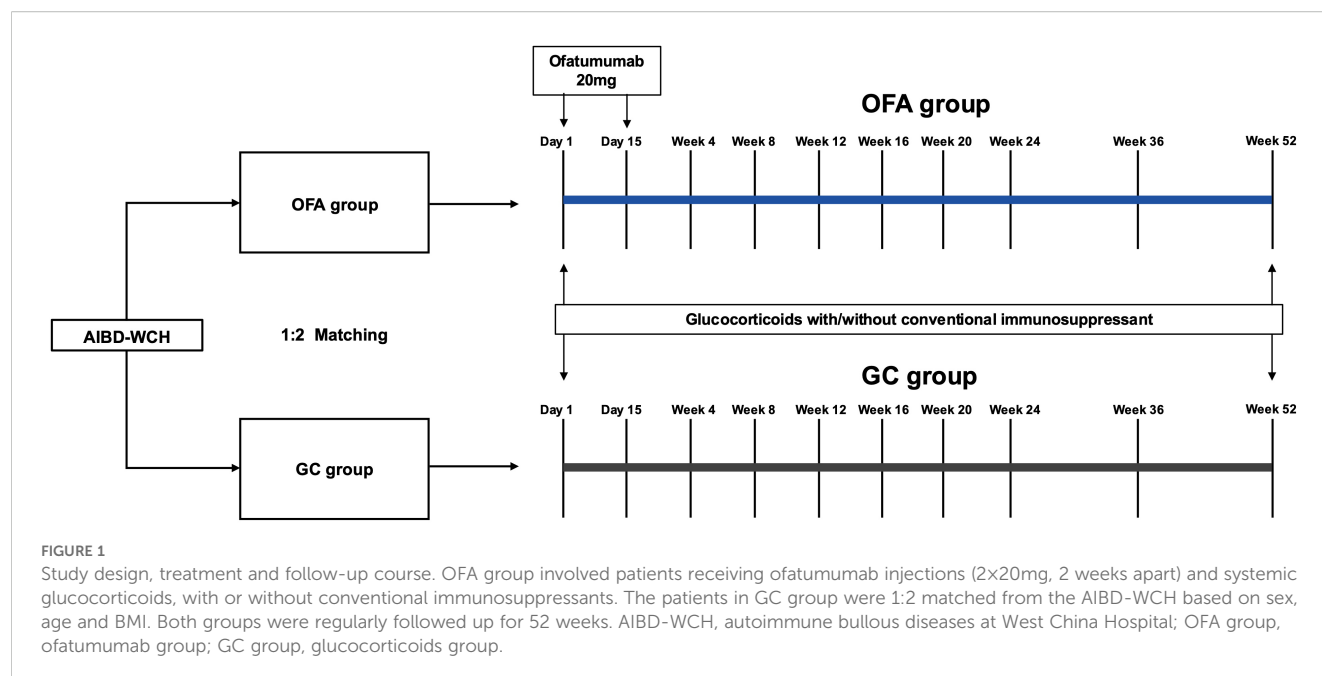 Ofatumumab
20mg
OFA group
Day 1 Day 15 Week 4 Week 8 Week 12 Week 16 Week 20 Week 24 Week 36 Week 52
OFA group
AIBD-WCH
1:2 Matching
Glucocorticoids with/without conventional immunosuppressant
GC group
Day 1 Day 15 Week 4 Week 8 Week 12 Week 16 Week 20 Week 24 Week 36 Week 52
GC group
FIGURE 1
Study design, treatment and follow-up course. OFA group involved patients receiving ofatumumab injections (2×20mg, 2 weeks apart) and systemic
glucocorticoids, with or without conventional immunosuppressants. The patients in GC group were 1:2 matched from the AIBD-WCH based on sex,
age and BMI. Both groups were regularly followed up for 52 weeks. AIBD-WCH, autoimmune bullous diseases at West China Hospital; OFA group,
ofatumumab group; GC group, glucocorticoids group.